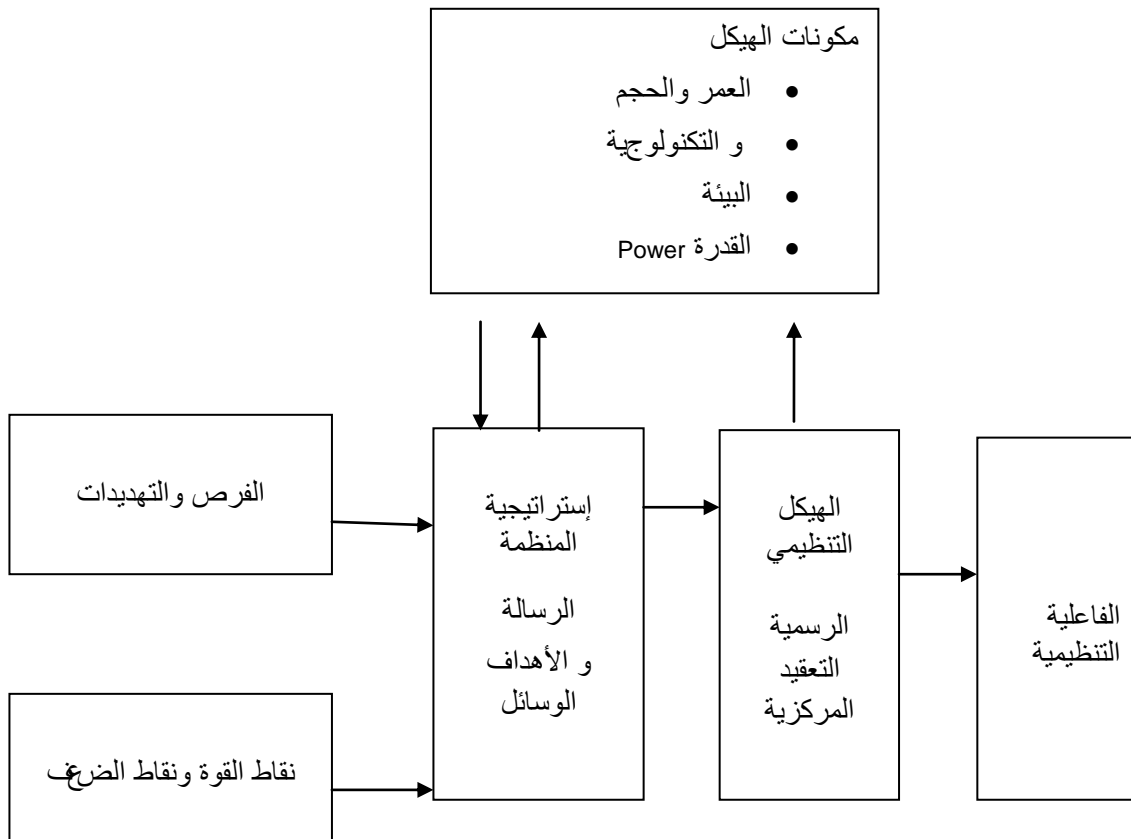 مكونات الهيكل
• العمر والحجم
• و التكنولوجية
• البيئة
• القدرة Power
الفرص والتهديدات
نقاط القوة ونقاط الضعف
إستراتيجية
المنظمة
الرسالة
و الأهداف
الوسائل
الهيكل
التنظيمي
الرسمية
التعقيد
المركزية
الفاعلية
التنظيمية